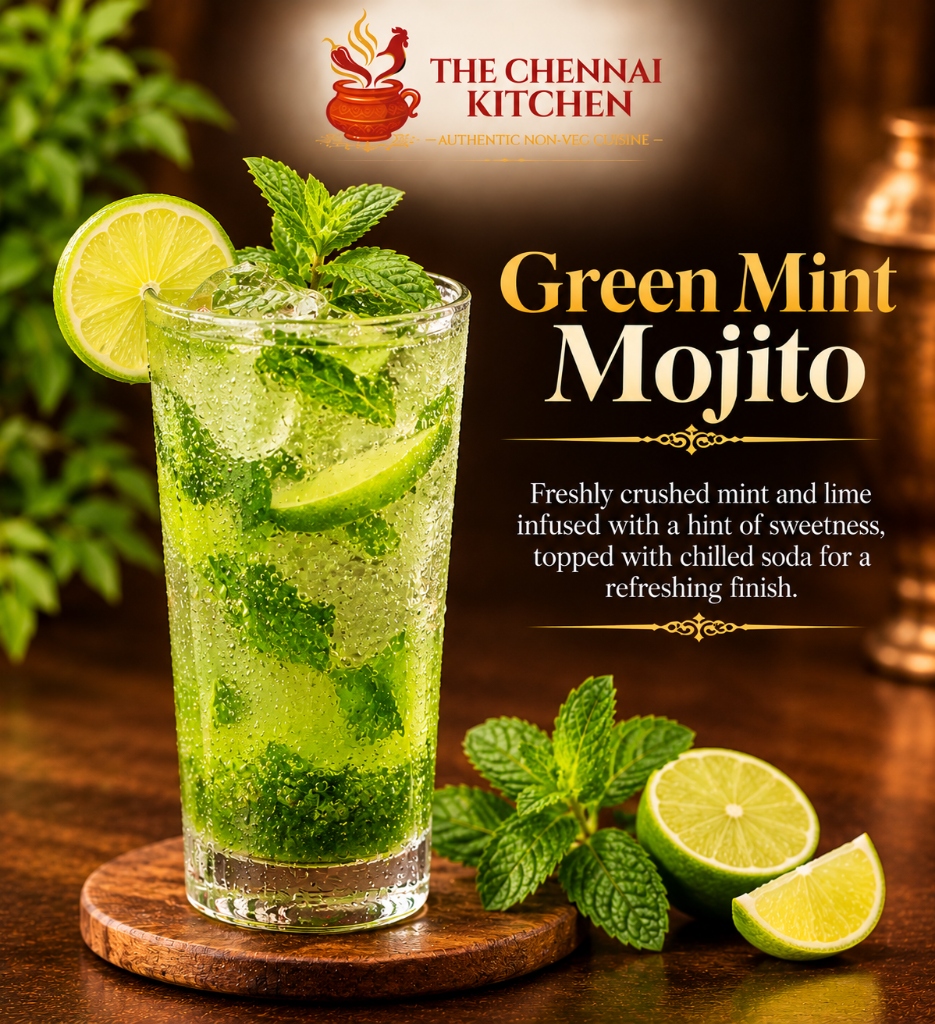 THE CHENNAI
KITCHEN
AUTHENTIC NON-VEG CUISINE
Green Mint
Mojito
Freshly crushed mint and lime
infused with a hint of sweetness,
topped with chilled soda for a
refreshing finish.